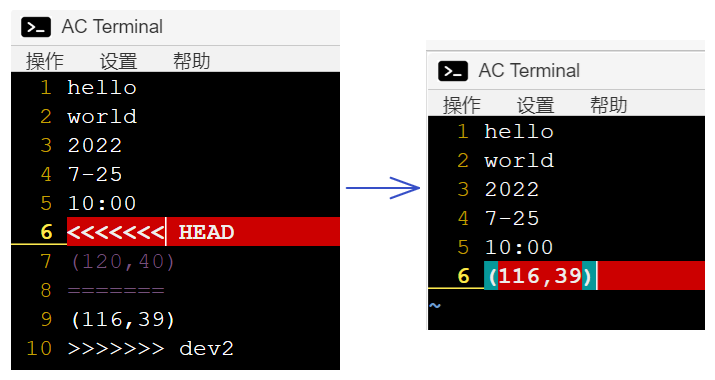 AC Terminal
操作 设置 帮助
1 hello
2 world
3 2022
4 7-25
5 10:00
6 <<<<<<< HEAD
7 (120,40)
8 =======
9 (116,39)
10 >>>>>>> dev2
AC Terminal
操作 设置 帮助
1 hello
2 world
3 2022
4 7-25
5 10:00
6 (116,39)
~